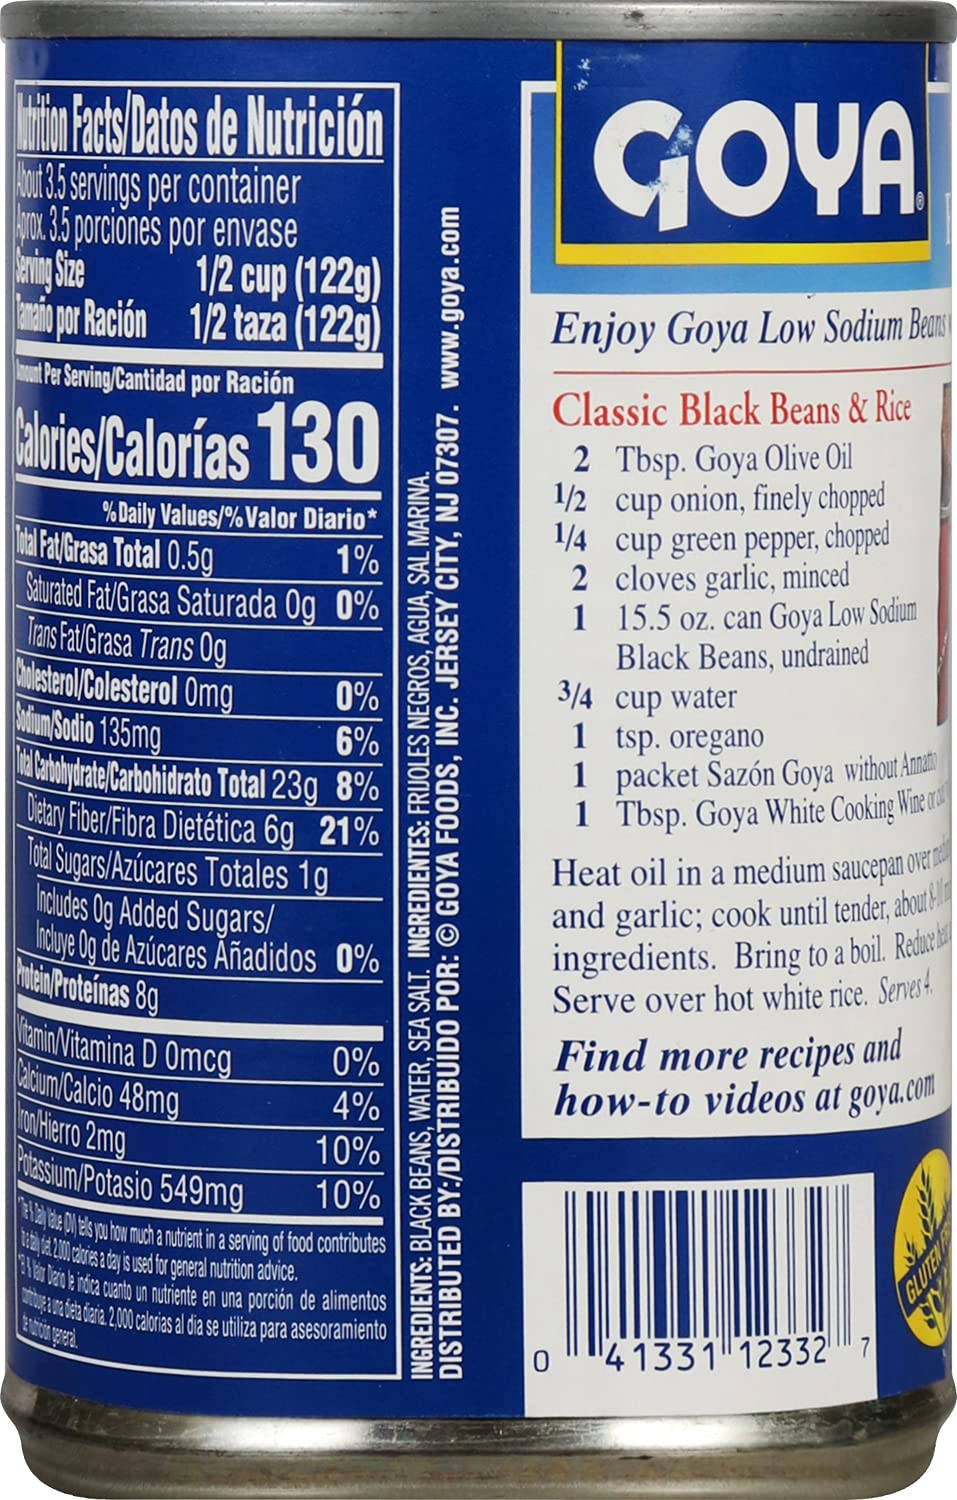 Nutrition Facts/Datos de Nutrición
About 3.5 servings per container
Aprox. 3.5 porciones por envase
Serving Size 1/2 cup (122g)
Tamaño por Ración 1/2 taza (122g)
Amount Per Serving/Cantidad por Ración
Calories/Calorías 130
% Daily Values/% Valor Diario*
Total Fat/Grasa Total 0.5g 1%
Saturated Fat/Grasa Saturada 0g 0%
Trans Fat/Grasa Trans 0g
Cholesterol/Colesterol 0mg 0%
Sodium/Sodio 135mg 6%
Total Carbohydrate/Carbohidrato Total 23g 8%
Dietary Fiber/Fibra Dietética 6g 21%
Total Sugars/Azúcares Totales 1g
Includes 0g Added Sugars/
Incluye 0g de Azúcares Añadidos 0%
Protein/Proteínas 8g
Vitamin/Vitamina D 0mcg 0%
Calcium/Calcio 48mg 4%
Iron/Hierro 2mg 10%
Potassium/Potasio 549mg 10%
*The % Daily Value (DV) tells you how much a nutrient in a serving of food contributes
to a daily diet. 2,000 calories a day is used for general nutrition advice.
*El % Valor Diario le indica cuanto un nutriente en una porción de alimentos
contribuye a una dieta diaria. 2,000 calorias al dia se utiliza para asesoramiento
de nutrición general.
INGREDIENTS: BLACK BEANS, WATER, SEA SALT. INGREDIENTES: FRIJOLES NEGROS, AGUA, SAL MARINA.
DISTRIBUTED BY:/DISTRIBUIDO POR: © GOYA FOODS, INC. JERSEY CITY, NJ 07307. www.goya.com
GOYA®
Enjoy Goya Low Sodium Beans
Classic Black Beans & Rice
2 Tbsp. Goya Olive Oil
1/2 cup onion, finely chopped
1/4 cup green pepper, chopped
2 cloves garlic, minced
1 15.5 oz. can Goya Low Sodium
Black Beans, undrained
3/4 cup water
1 tsp. oregano
1 packet Sazón Goya without Annatto
1 Tbsp. Goya White Cooking Wine or
Heat oil in a medium saucepan over
and garlic; cook until tender, about 8-10
ingredients. Bring to a boil. Reduce
Serve over hot white rice. Serves 4.
Find more recipes and
how-to videos at goya.com
GLUTEN
0 41331 12332 7